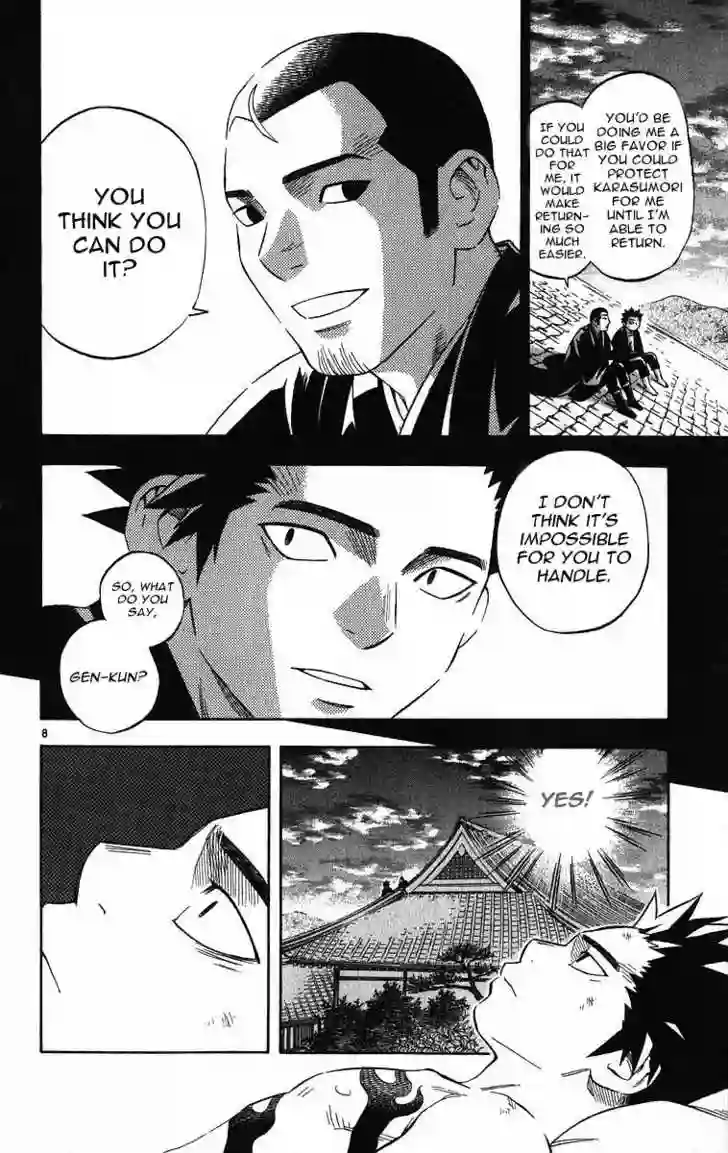 YOU'D BE
DOING ME A
BIG FAVOR IF
YOU COULD
PROTECT
KARASUMORI
FOR ME
UNTIL I'M
ABLE TO
RETURN.
IF YOU
COULD
DO THAT
FOR
ME, IT
WOULD
MAKE
RETURN-
ING SO
MUCH
EASIER.
YOU
THINK YOU
CAN DO
IT?
I DON'T
THINK IT'S
IMPOSSIBLE
FOR YOU TO
HANDLE.
SO, WHAT
DO YOU
SAY,
GEN-KUN?
8
YES!